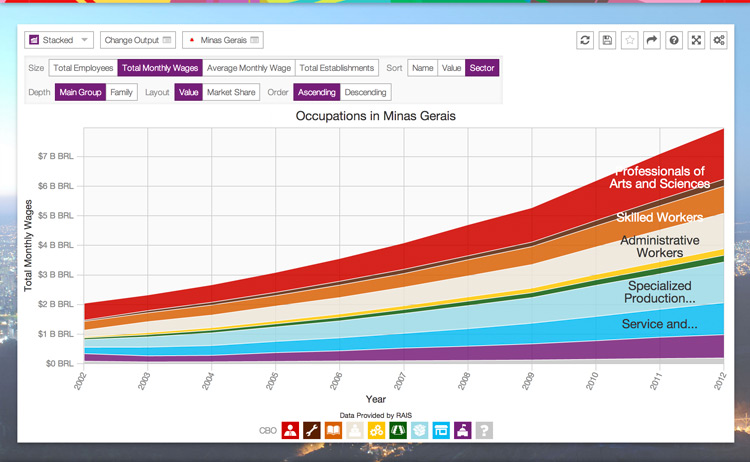 Stacked Change Output Minas Gerais
Size Total Employees Total Monthly Wages Average Monthly Wage Total Establishments Sort Name Value Sector
Depth Main Group Family Layout Value Market Share Order Ascending Descending
Occupations in Minas Gerais
Total Monthly Wages
$7 B BRL
$6 B BRL
$5 B BRL
$4 B BRL
$3 B BRL
$2 B BRL
$1 B BRL
$0 BRL
Professionals of
Arts and Sciences
Skilled Workers
Administrative
Workers
Specialized
Production...
Service and...
2002 2003 2004 2005 2006 2007 2008 2009 2010 2011 2012
Year
Data Provided by RAIS
CBO ?